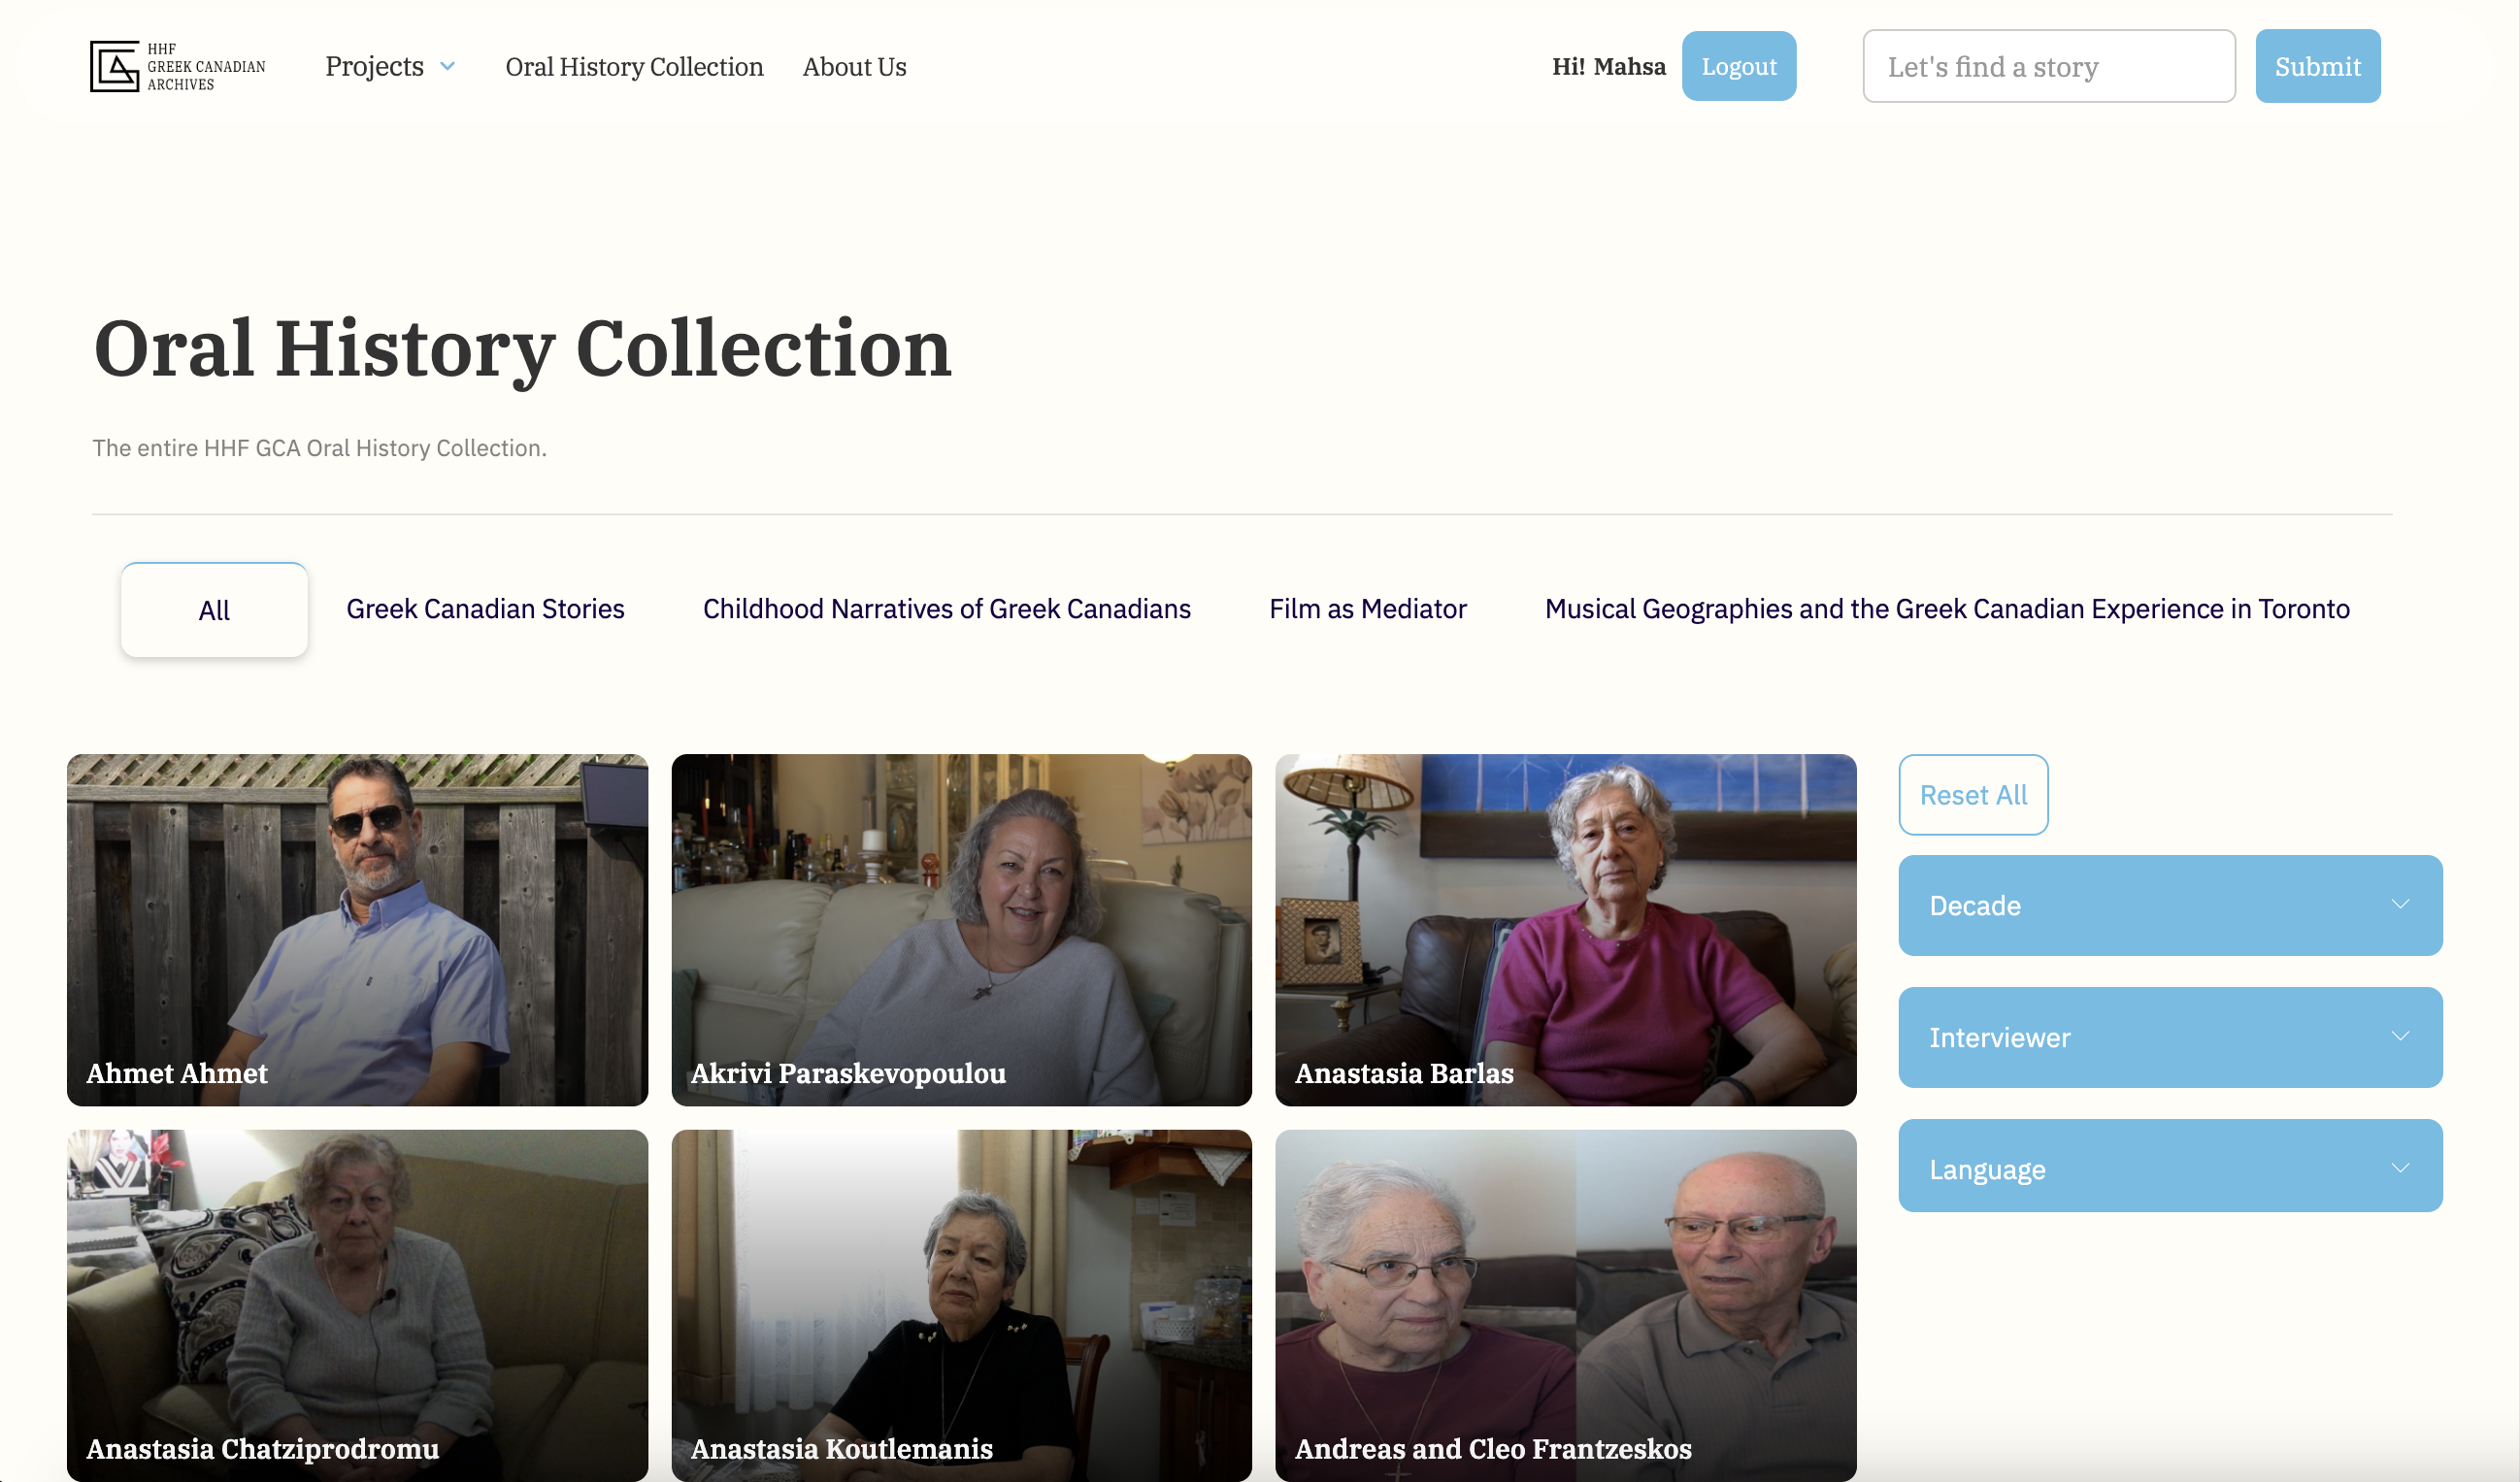 HHF
GREEK CANADIAN
ARCHIVES
Projects
Oral History Collection
About Us
Hi! Mahsa
Logout
Let's find a story
Submit
Oral History Collection
The entire HHF GCA Oral History Collection.
All
Greek Canadian Stories
Childhood Narratives of Greek Canadians
Film as Mediator
Musical Geographies and the Greek Canadian Experience in Toronto
Reset All
Decade
Interviewer
Language
Ahmet Ahmet
Akrivi Paraskevopoulou
Anastasia Barlas
Anastasia Chatziprodromu
Anastasia Koutlemanis
Andreas and Cleo Frantzeskos